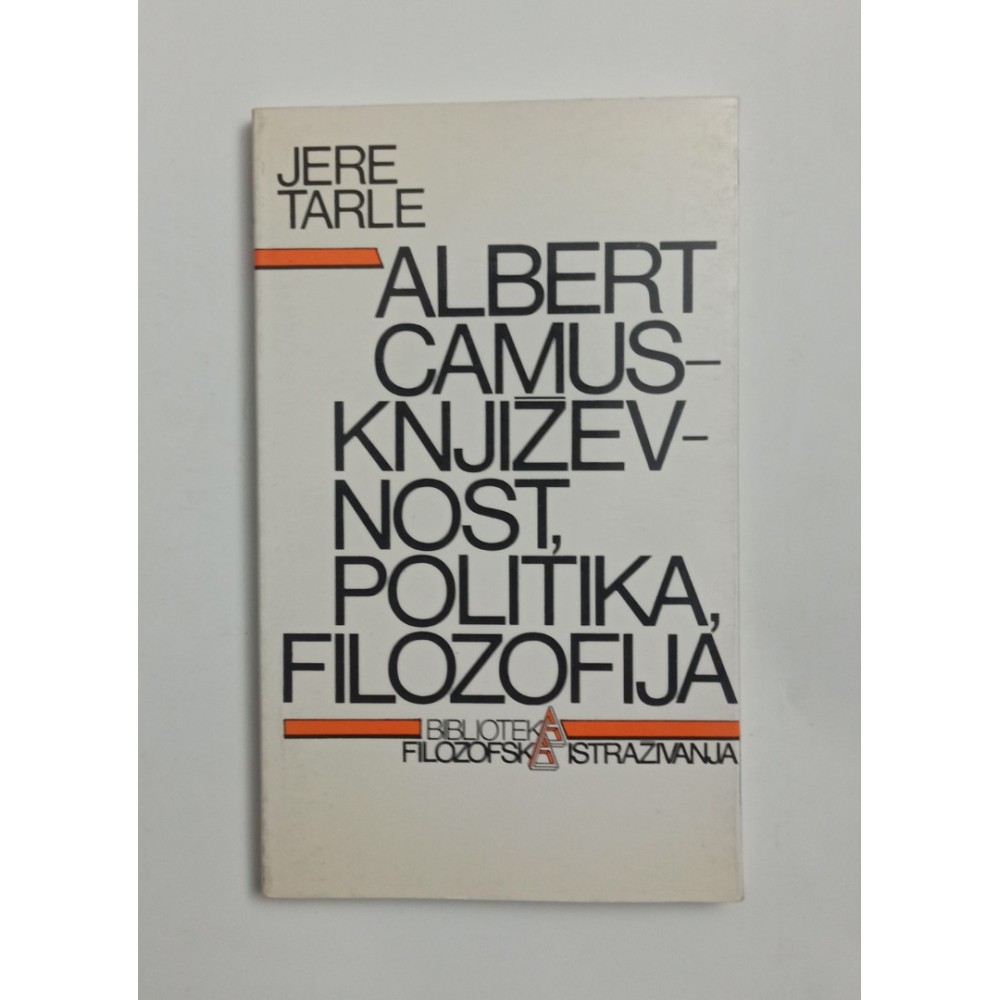 JERE
TARLE
ALBERT
CAMUS–
KNJIŽEV-
NOST,
POLITIKA,
FILOZOFIJA
BIBLIOTEKA
FILOZOFSKA ISTRAŽIVANJA